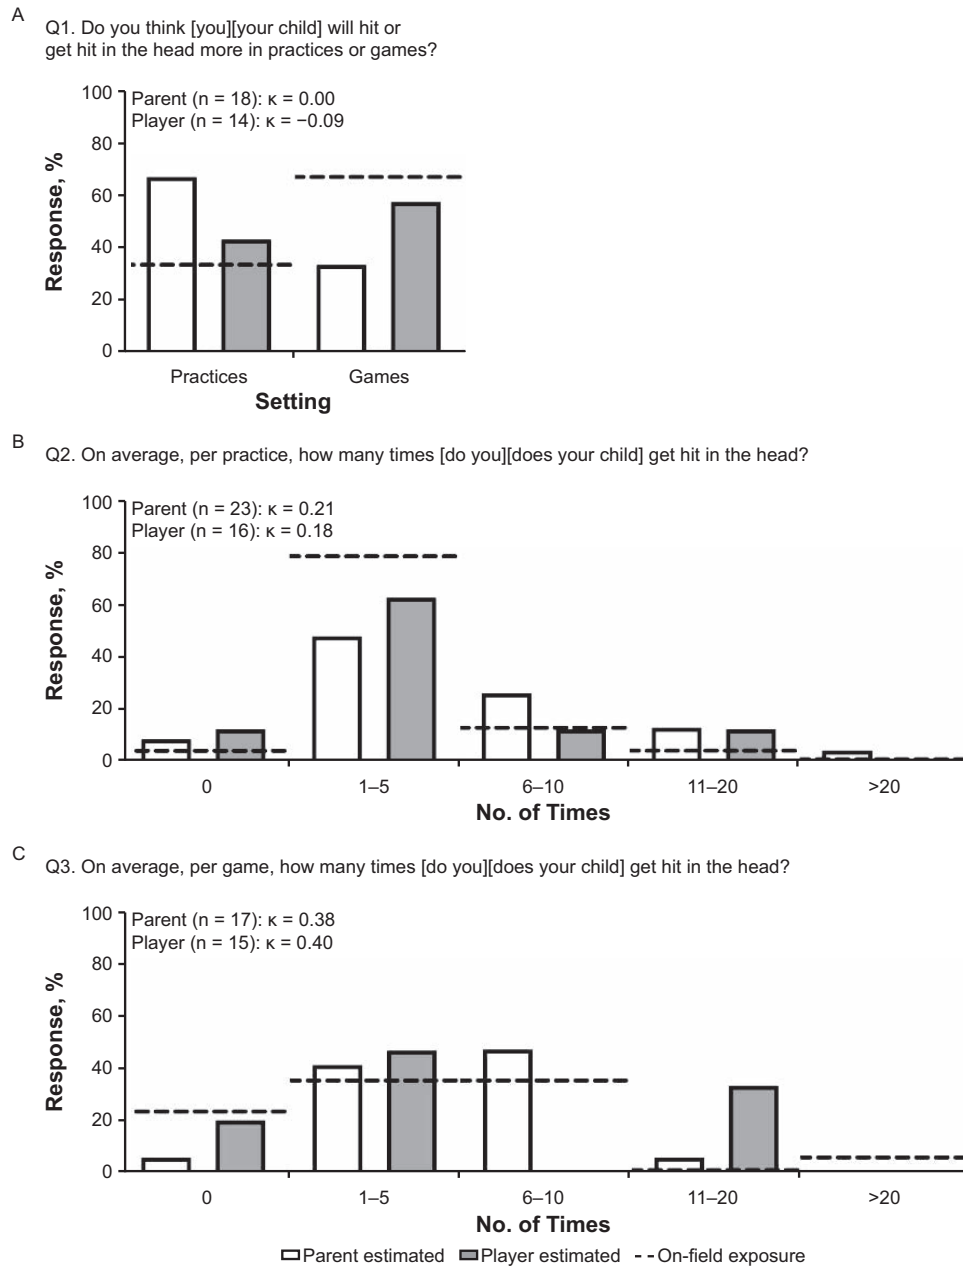 A
Q1. Do you think [you][your child] will hit or
get hit in the head more in practices or games?
Parent (n = 18): κ = 0.00
Player (n = 14): κ = −0.09
Response, %
100
80
60
40
20
0
Practices
Games
Setting
B
Q2. On average, per practice, how many times [do you][does your child] get hit in the head?
Parent (n = 23): κ = 0.21
Player (n = 16): κ = 0.18
Response, %
100
80
60
40
20
0
0
1–5
6–10
11–20
>20
No. of Times
C
Q3. On average, per game, how many times [do you][does your child] get hit in the head?
Parent (n = 17): κ = 0.38
Player (n = 15): κ = 0.40
Response, %
100
80
60
40
20
0
0
1–5
6–10
11–20
>20
No. of Times
Parent estimated
Player estimated
On-field exposure